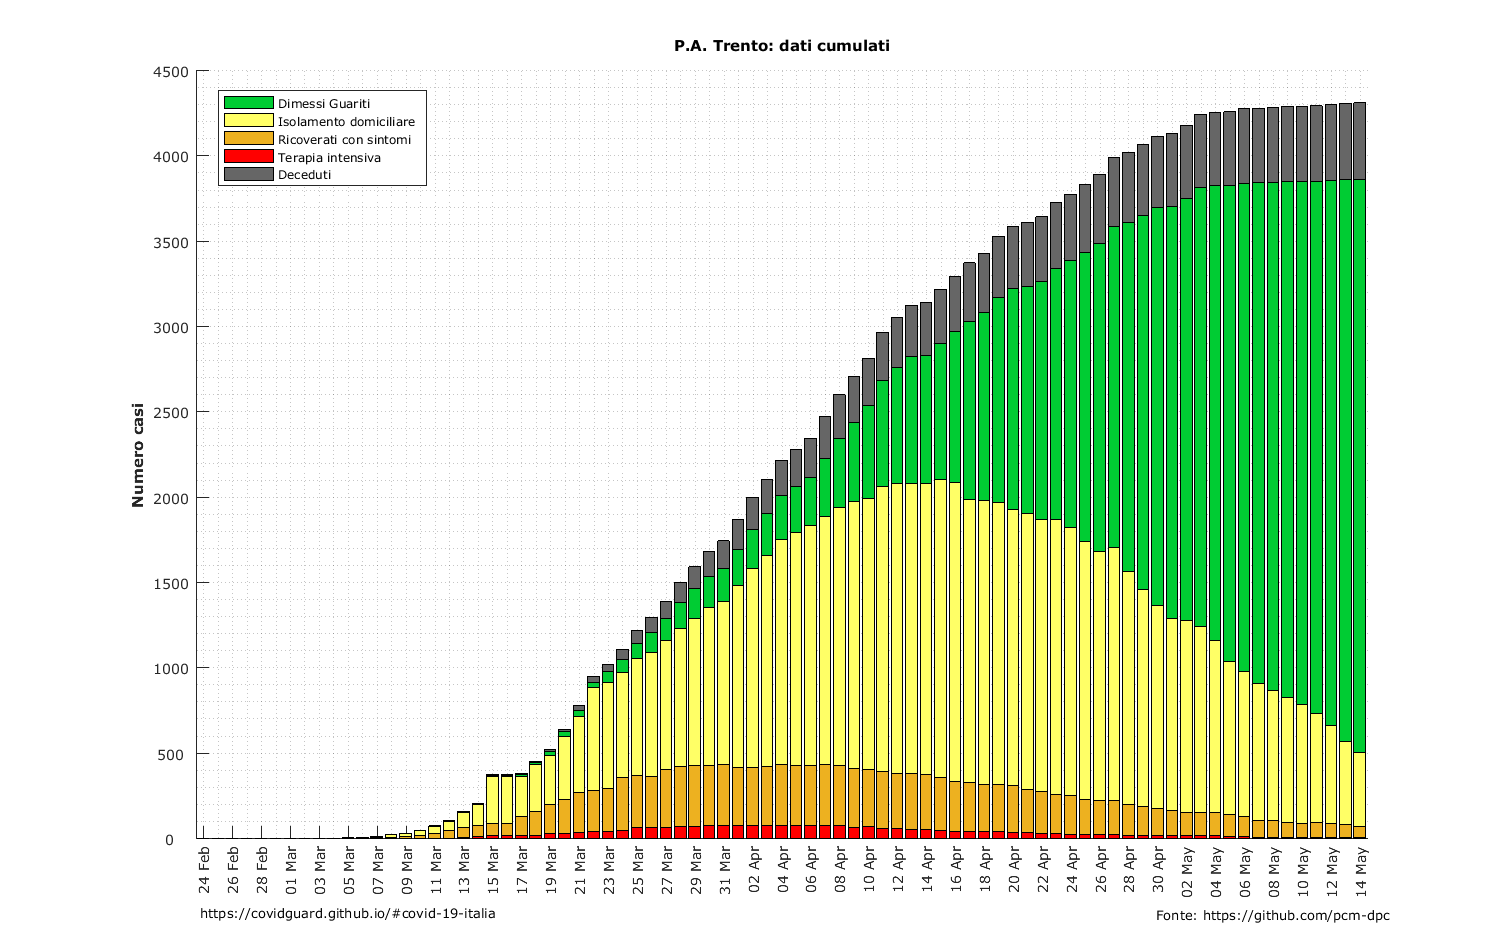 P.A. Trento: dati cumulati
4500
4000
3500
3000
2500
2000
1500
1000
500
0
Numero casi
Dimessi Guariti
Isolamento domiciliare
Ricoverati con sintomi
Terapia intensiva
Deceduti
24 Feb
26 Feb
28 Feb
01 Mar
03 Mar
05 Mar
07 Mar
09 Mar
11 Mar
13 Mar
15 Mar
17 Mar
19 Mar
21 Mar
23 Mar
25 Mar
27 Mar
29 Mar
31 Mar
02 Apr
04 Apr
06 Apr
08 Apr
10 Apr
12 Apr
14 Apr
16 Apr
18 Apr
20 Apr
22 Apr
24 Apr
26 Apr
28 Apr
30 Apr
02 May
04 May
06 May
08 May
10 May
12 May
14 May
https://covidguard.github.io/#covid-19-italia
Fonte: https://github.com/pcm-dpc